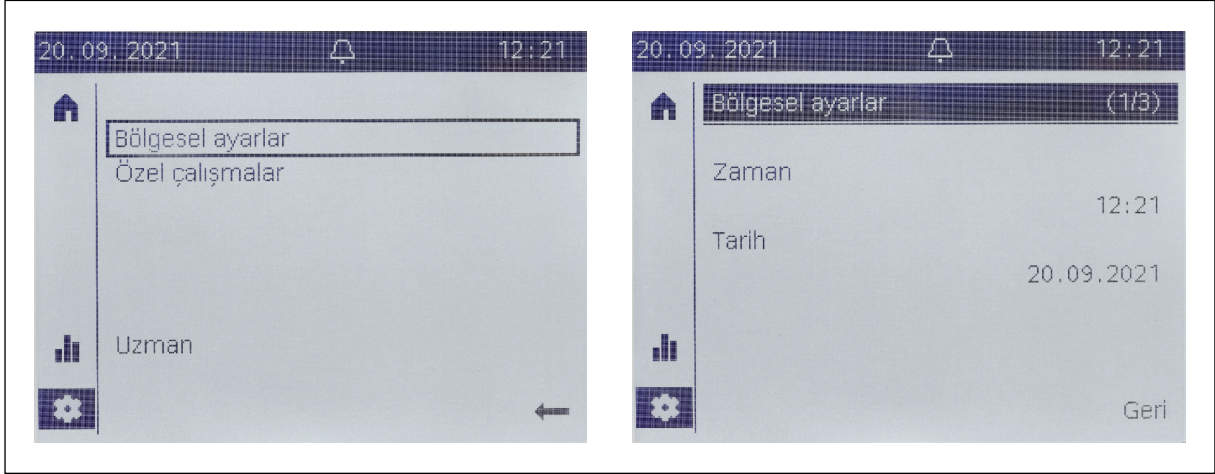 20.09.2021 12:21
Bölgesel ayarlar
Özel çalışmalar
Uzman
20.09.2021 12:21
Bölgesel ayarlar (1/3)
Zaman
12:21
Tarih
20.09.2021
Geri